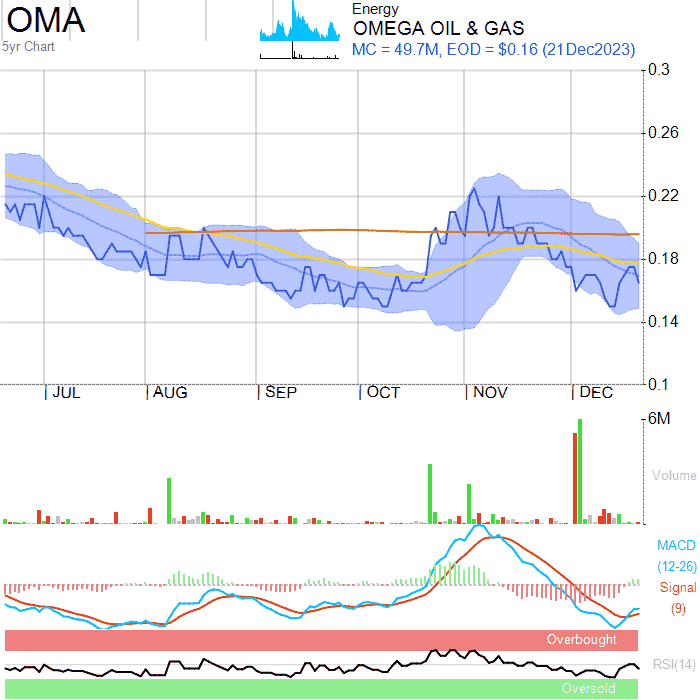 OMA
5yr Chart
Energy
OMEGA OIL & GAS
MC = 49.7M, EOD = $0.16 (21Dec2023)
0.3
0.26
0.22
0.18
0.14
0.1
JUL AUG SEP OCT NOV DEC
6M
Volume
MACD
(12-26)
Signal
(9)
Overbought
RSI(14)
Oversold